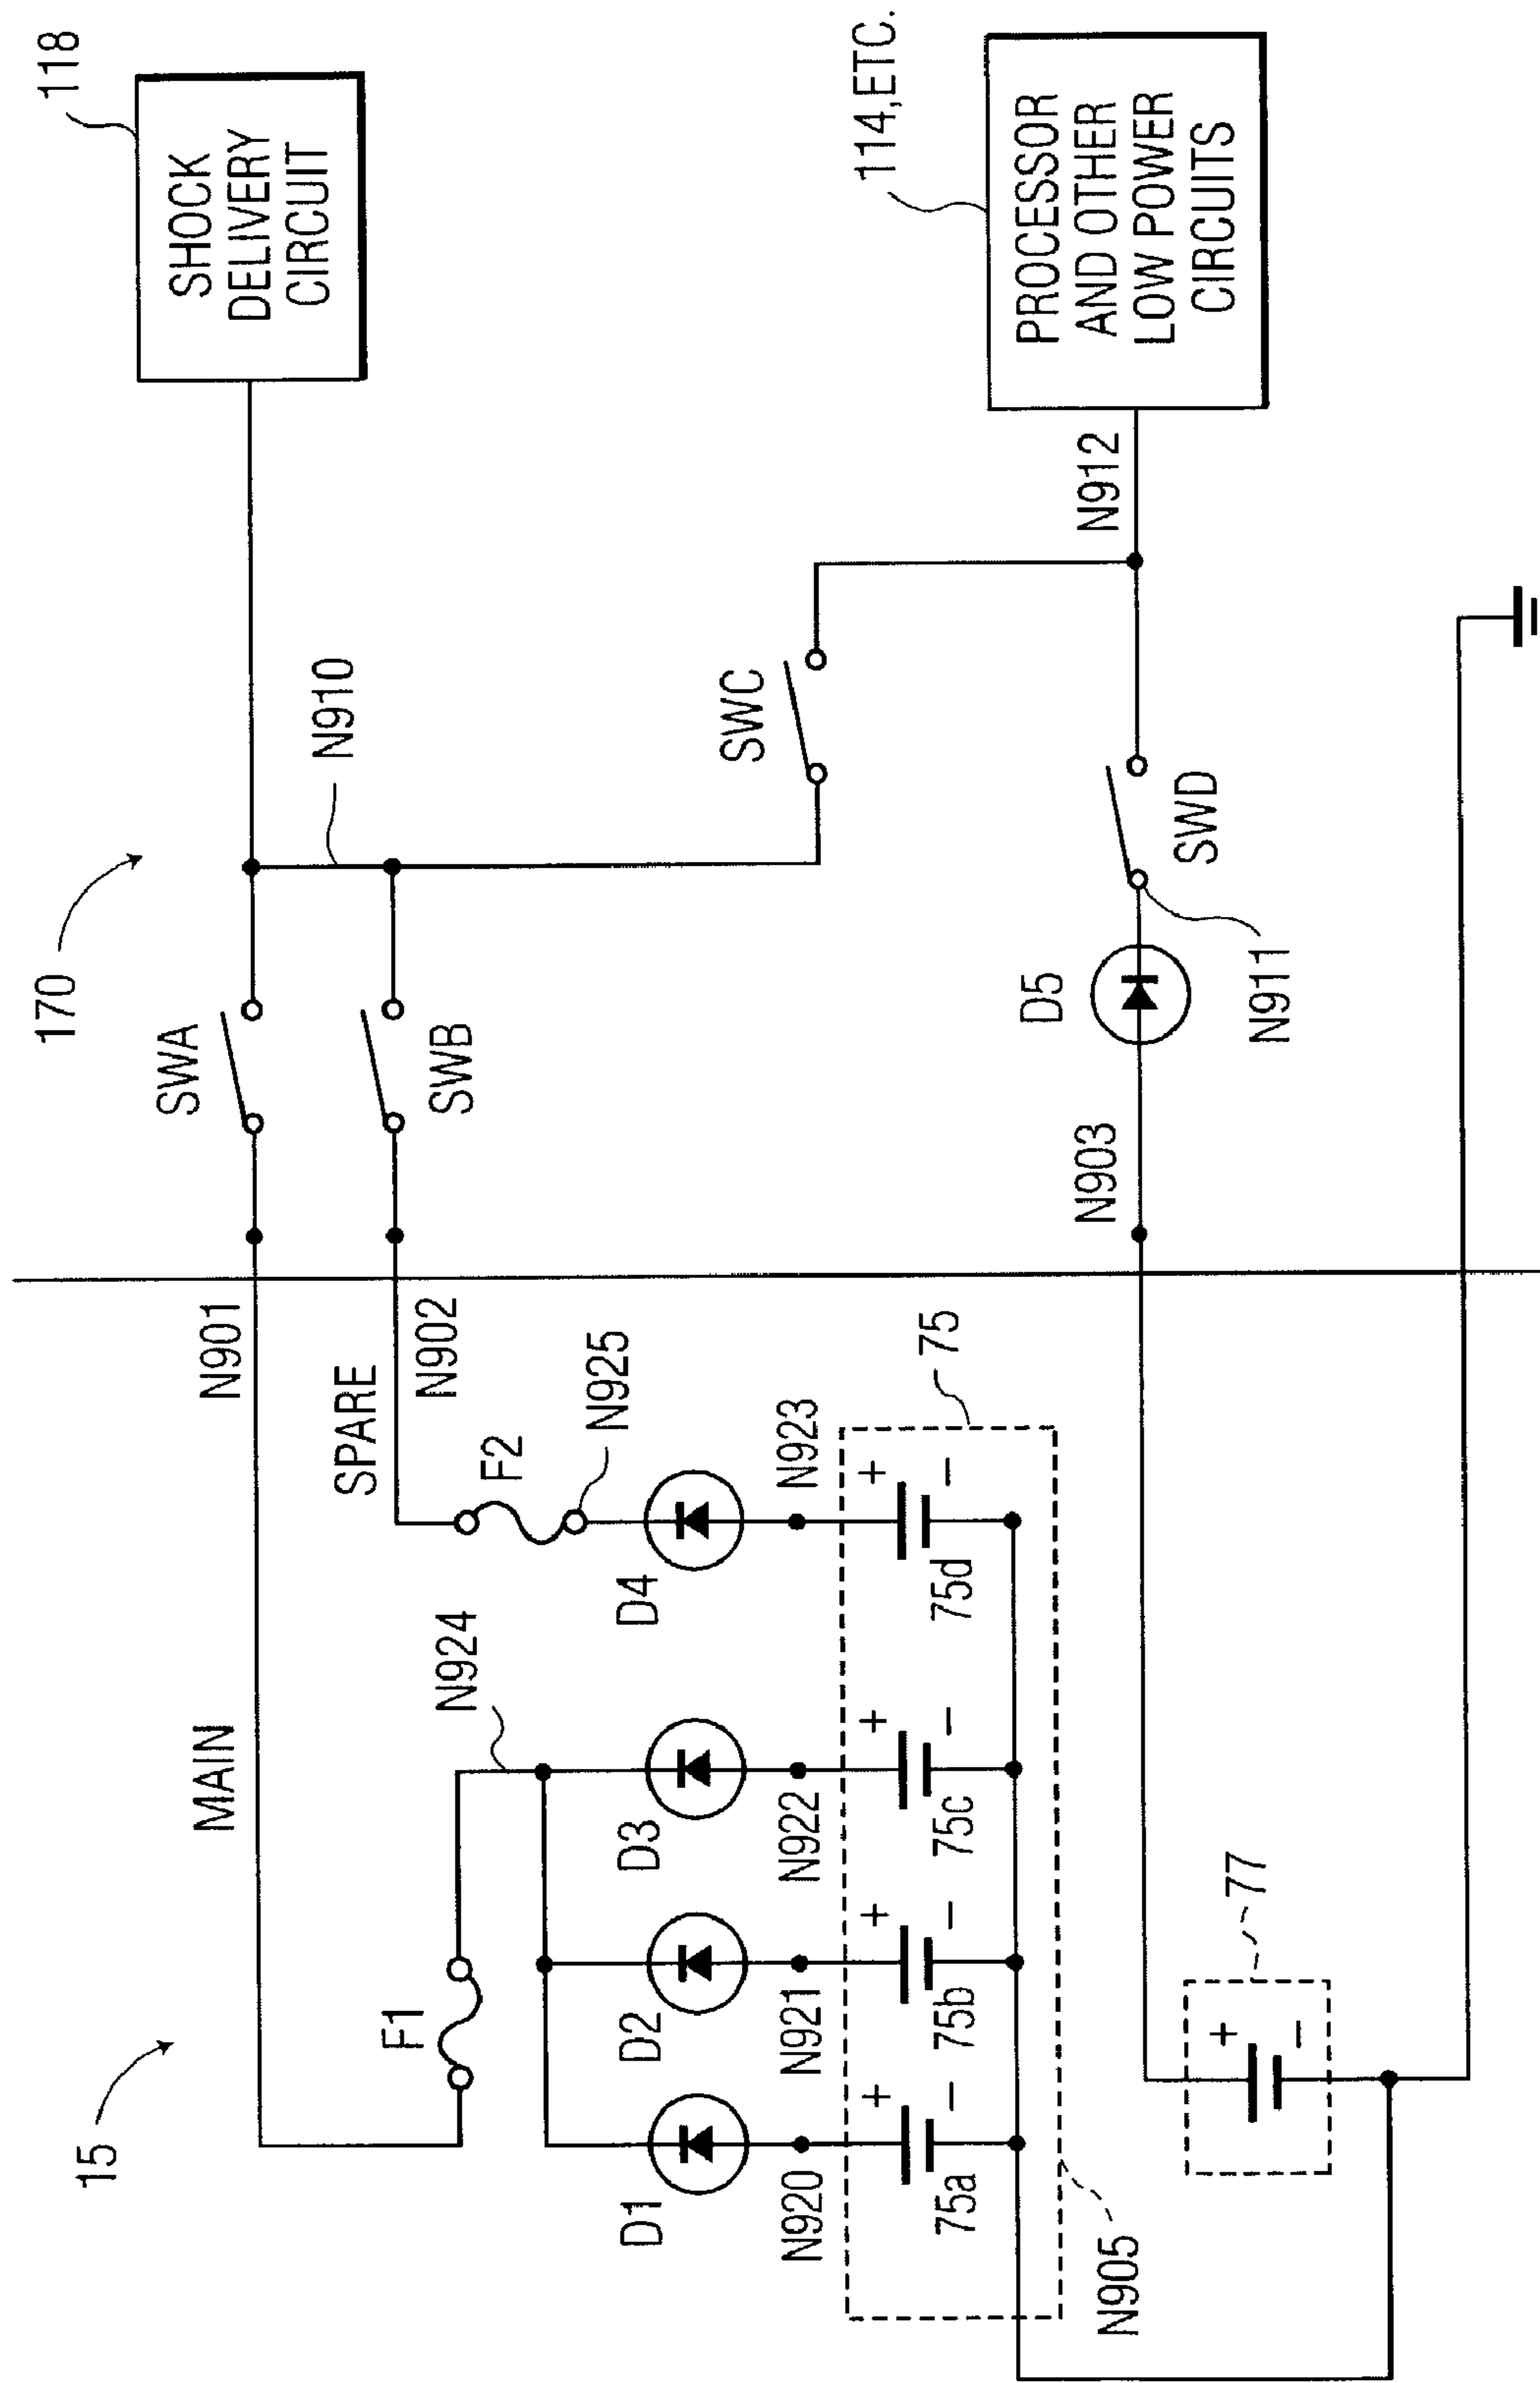 15
170
118
SHOCK
DELIVERY
CIRCUIT
MAIN
N901
SWA
N910
SPARE
N902
SWB
F1
N924
F2
N925
D1
D2
D3
D4
SWC
N920
N921
N922
N923
75
+
+
+
+
−
−
−
−
75a
75b
75c
75d
N905
114,ETC.
PROCESSOR
AND OTHER
LOW POWER
CIRCUITS
N903
D5
N912
SWD
N911
77
+
−